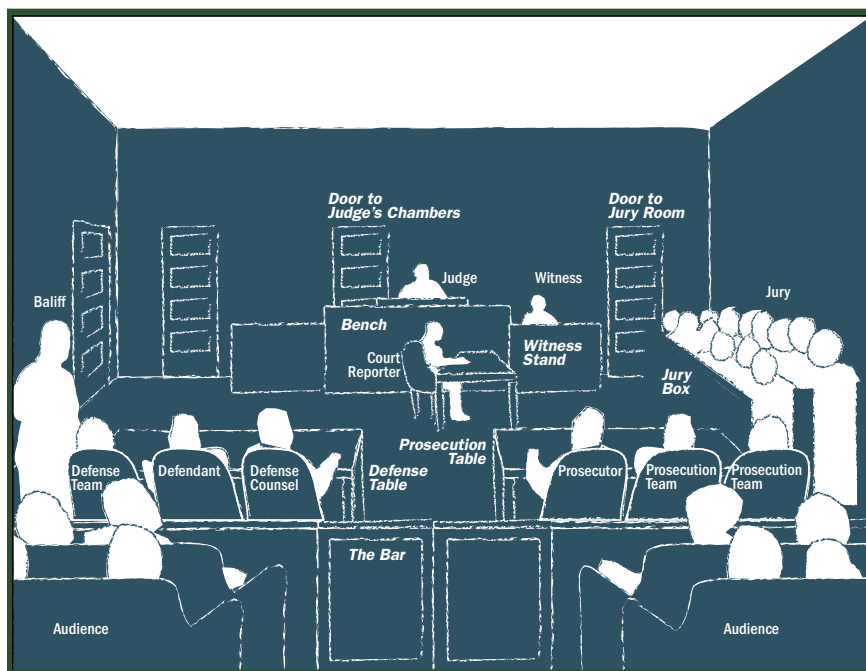 Door to
Judge's Chambers
Door to
Jury Room
Judge
Witness
Jury
Baliff
Bench
Witness
Stand
Court
Reporter
Jury
Box
Prosecution
Table
Defense
Table
Defense
Team
Defendant
Defense
Counsel
Prosecutor
Prosecution
Team
Prosecution
Team
The Bar
Audience
Audience